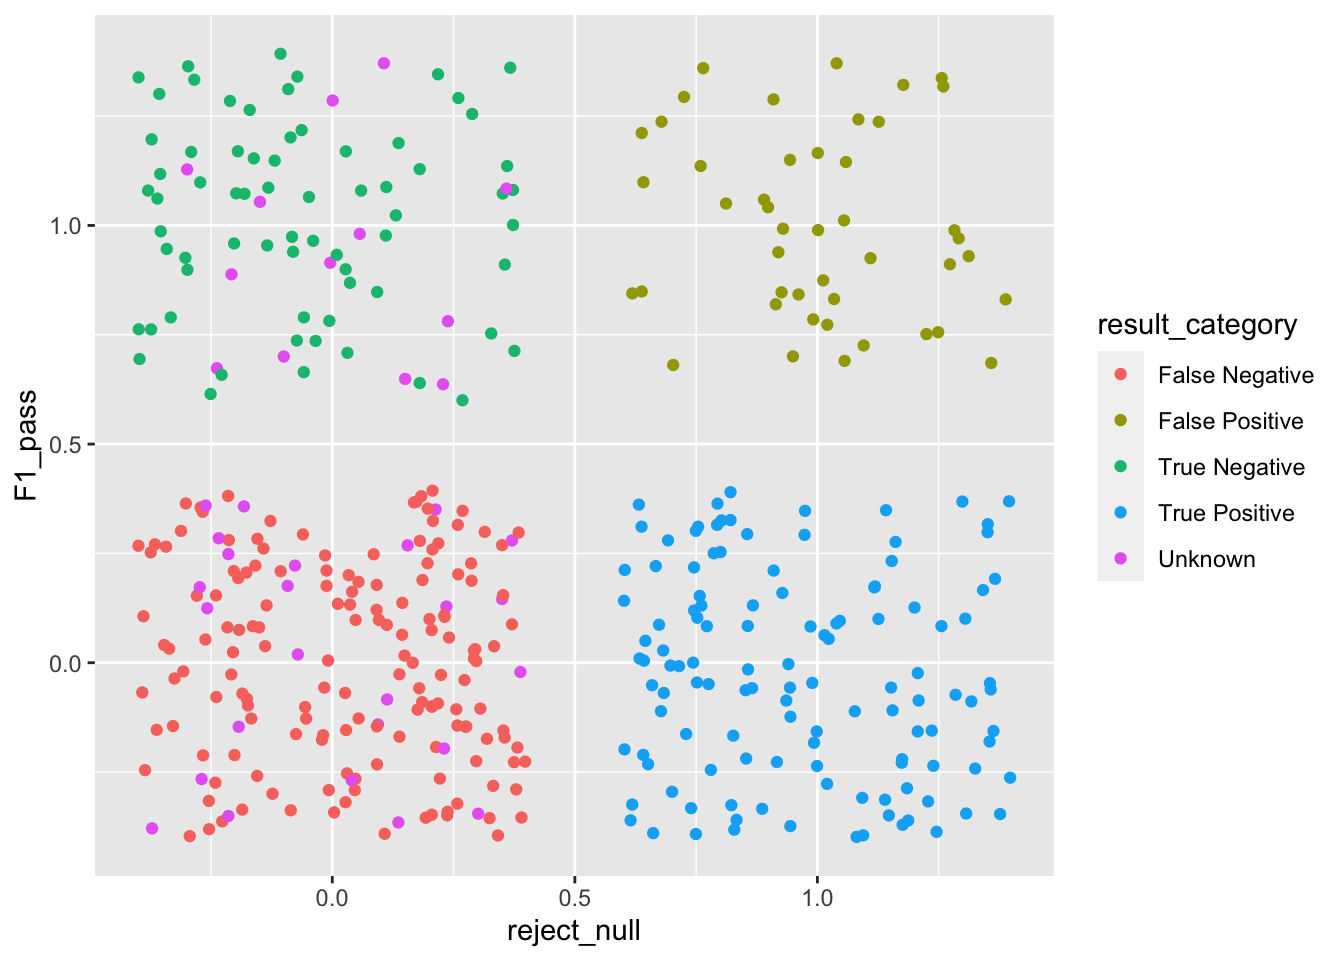 F1_pass
1.0
0.5
0.0
0.0 0.5 1.0
reject_null
result_category
False Negative
False Positive
True Negative
True Positive
Unknown